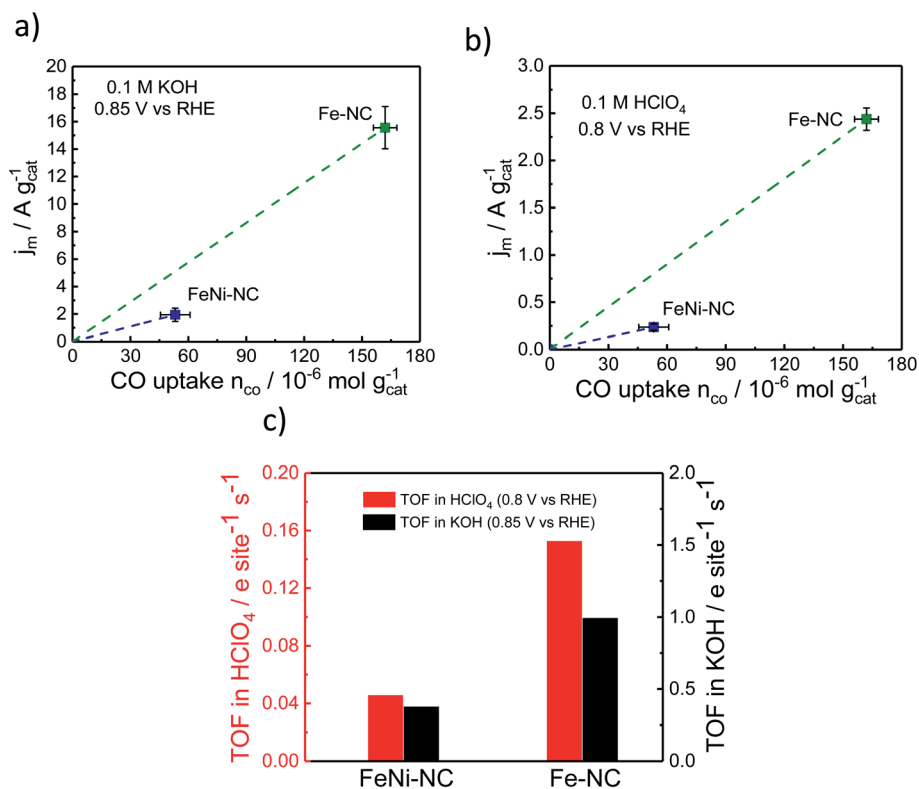 a)
20
18
16
14
12
10
8
6
4
2
0
j_m / A g_cat^-1
0.1 M KOH
0.85 V vs RHE
Fe-NC
FeNi-NC
0 30 60 90 120 150 180
CO uptake n_co / 10^-6 mol g_cat^-1
b)
3.0
2.5
2.0
1.5
1.0
0.5
0.0
j_m / A g_cat^-1
0.1 M HClO_4
0.8 V vs RHE
Fe-NC
FeNi-NC
0 30 60 90 120 150 180
CO uptake n_co / 10^-6 mol g_cat^-1
c)
0.20
0.16
0.12
0.08
0.04
0.00
TOF in HClO_4 / e site^-1 s^-1
TOF in HClO_4 (0.8 V vs RHE)
TOF in KOH (0.85 V vs RHE)
2.0
1.5
1.0
0.5
0.0
TOF in KOH / e site^-1 s^-1
FeNi-NC Fe-NC